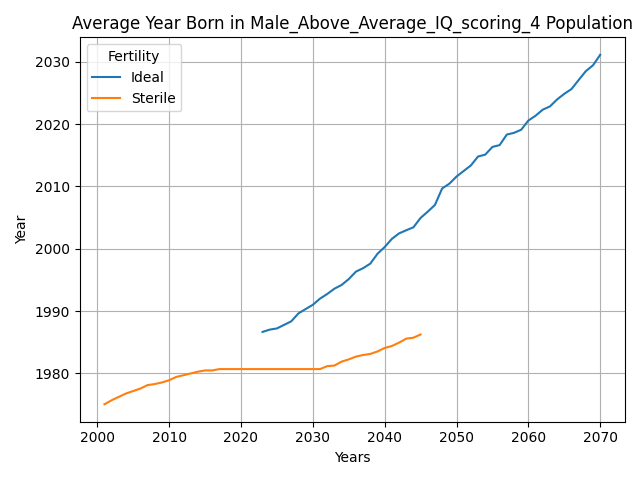 Average Year Born in Male_Above_Average_IQ_scoring_4 Population
Fertility
Ideal
Sterile
Year
2030
2020
2010
2000
1990
1980
2000 2010 2020 2030 2040 2050 2060 2070
Years